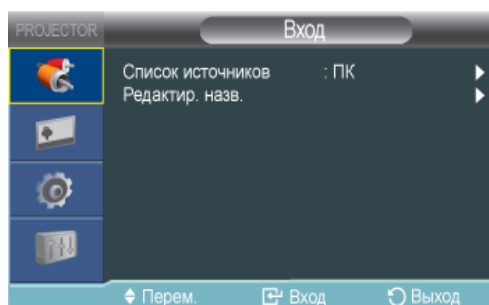 PROJECTOR
Вход
Список источников : ПК
Редактир. назв.
Перем. Вход Выход